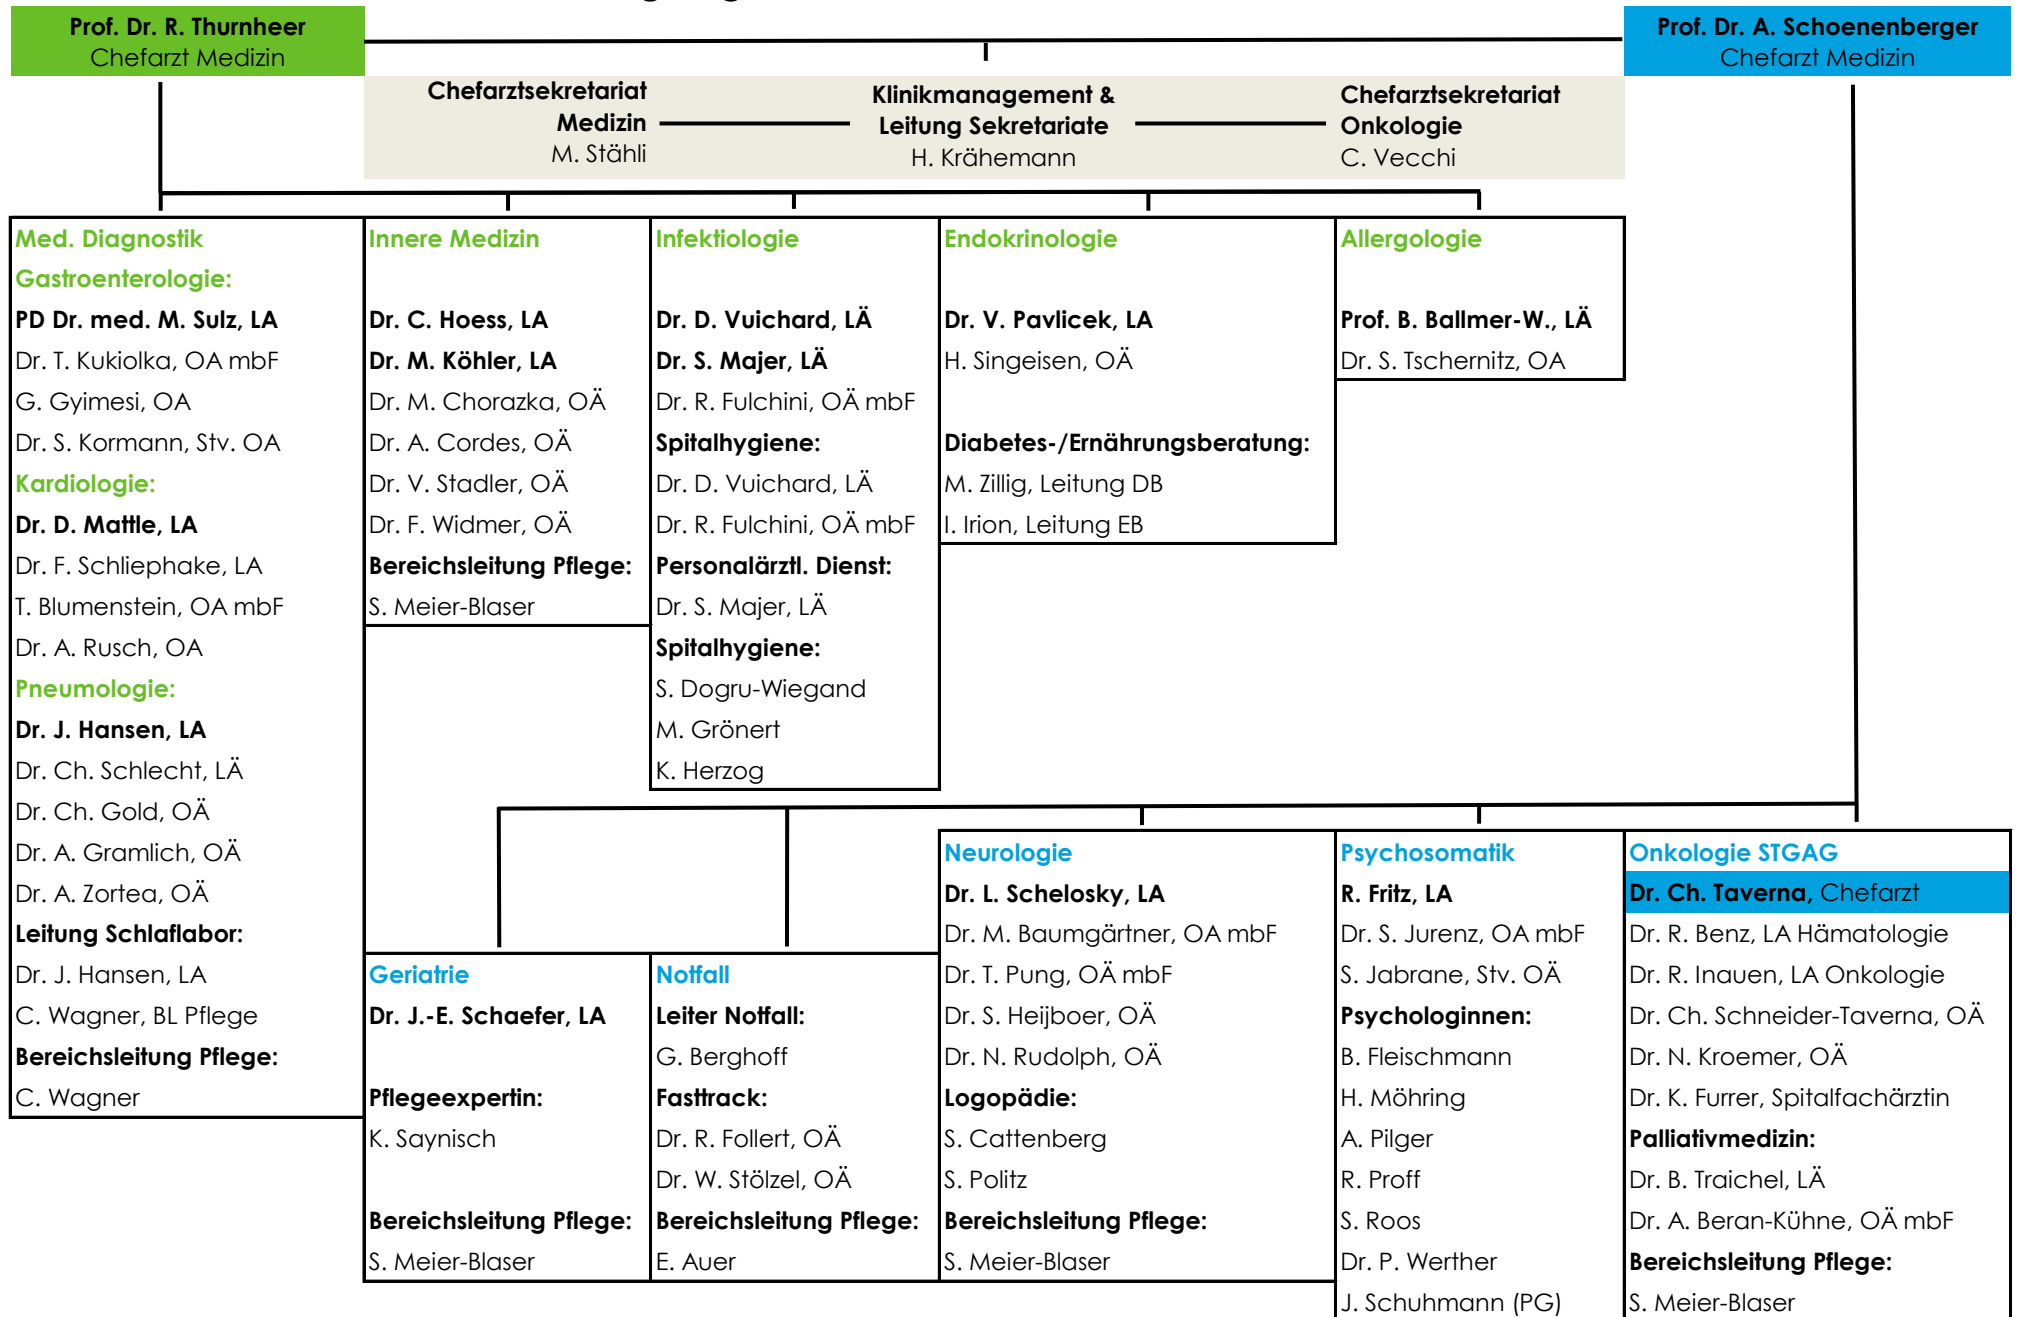 Prof. Dr. R. Thurnheer
Chefarzt Medizin
Prof. Dr. A. Schoenenberger
Chefarzt Medizin
Chefarztsekretariat
Medizin
M. Stähli
Klinikmanagement &
Leitung Sekretariate
H. Krähemann
Chefarztsekretariat
Onkologie
C. Vecchi
Med. Diagnostik
Gastroenterologie:
PD Dr. med. M. Sulz, LA
Dr. T. Kukiolka, OA mbF
G. Gyimesi, OA
Dr. S. Kormann, Stv. OA
Kardiologie:
Dr. D. Mattle, LA
Dr. F. Schliephake, LA
T. Blumenstein, OA mbF
Dr. A. Rusch, OA
Pneumologie:
Dr. J. Hansen, LA
Dr. Ch. Schlecht, LÄ
Dr. Ch. Gold, OÄ
Dr. A. Gramlich, OÄ
Dr. A. Zortea, OÄ
Leitung Schlaflabor:
Dr. J. Hansen, LA
C. Wagner, BL Pflege
Bereichsleitung Pflege:
C. Wagner
Innere Medizin
Dr. C. Hoess, LA
Dr. M. Köhler, LA
Dr. M. Chorazka, OÄ
Dr. A. Cordes, OÄ
Dr. V. Stadler, OÄ
Dr. F. Widmer, OÄ
Bereichsleitung Pflege:
S. Meier-Blaser
Infektiologie
Dr. D. Vuichard, LÄ
Dr. S. Majer, LÄ
Dr. R. Fulchini, OÄ mbF
Spitalhygiene:
Dr. D. Vuichard, LÄ
Dr. R. Fulchini, OÄ mbF
Personalärztl. Dienst:
Dr. S. Majer, LÄ
Spitalhygiene:
S. Dogru-Wiegand
M. Grönert
K. Herzog
Endokrinologie
Dr. V. Pavlicek, LA
H. Singeisen, OÄ
Diabetes-/Ernährungsberatung:
M. Zillig, Leitung DB
I. Irion, Leitung EB
Allergologie
Prof. B. Ballmer-W., LÄ
Dr. S. Tschernitz, OA
Geriatrie
Dr. J.-E. Schaefer, LA
Pflegeexpertin:
K. Saynisch
Bereichsleitung Pflege:
S. Meier-Blaser
Notfall
Leiter Notfall:
G. Berghoff
Fasttrack:
Dr. R. Follert, OÄ
Dr. W. Stölzel, OÄ
Bereichsleitung Pflege:
E. Auer
Neurologie
Dr. L. Schelosky, LA
Dr. M. Baumgärtner, OA mbF
Dr. T. Pung, OÄ mbF
Dr. S. Heijboer, OÄ
Dr. N. Rudolph, OÄ
Logopädie:
S. Cattenberg
S. Politz
Bereichsleitung Pflege:
S. Meier-Blaser
Psychosomatik
R. Fritz, LA
Dr. S. Jurenz, OA mbF
S. Jabrane, Stv. OÄ
Psychologinnen:
B. Fleischmann
H. Möhring
A. Pilger
R. Proff
S. Roos
Dr. P. Werther
J. Schuhmann (PG)
Onkologie STGAG
Dr. Ch. Taverna, Chefarzt
Dr. R. Benz, LA Hämatologie
Dr. R. Inauen, LA Onkologie
Dr. Ch. Schneider-Taverna, OÄ
Dr. N. Kroemer, OÄ
Dr. K. Furrer, Spitalfachärztin
Palliativmedizin:
Dr. B. Traichel, LÄ
Dr. A. Beran-Kühne, OÄ mbF
Bereichsleitung Pflege:
S. Meier-Blaser